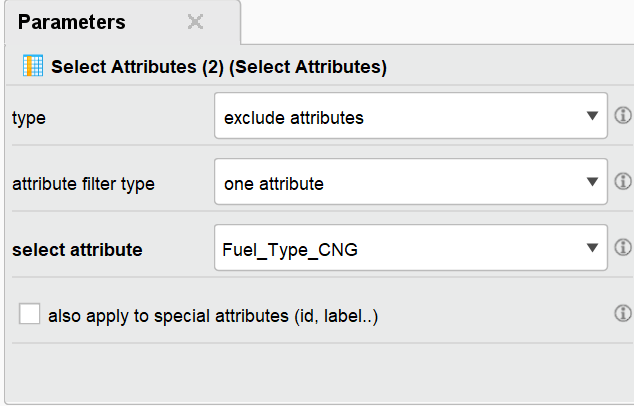 Parameters
Select Attributes (2) (Select Attributes)
type exclude attributes
attribute filter type one attribute
select attribute Fuel_Type_CNG
also apply to special attributes (id, label..)